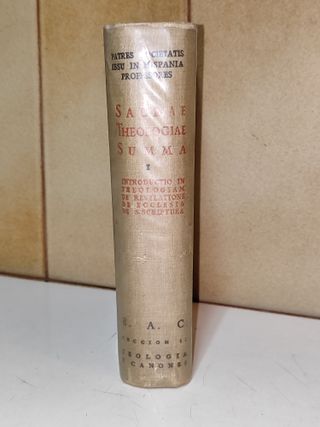 PATRES SOCIETATIS
IESU IN HISPANIA
PROFESSORES
SACRAE
THEOLOGIAE
SUMMA
I
INTRODUCTIO IN
THEOLOGIAM
DE REVELATIONE
DE ECCLESIA
DE S. SCRIPTURA
B. A. C.
SECCION II
TEOLOGIA
Y CANONES